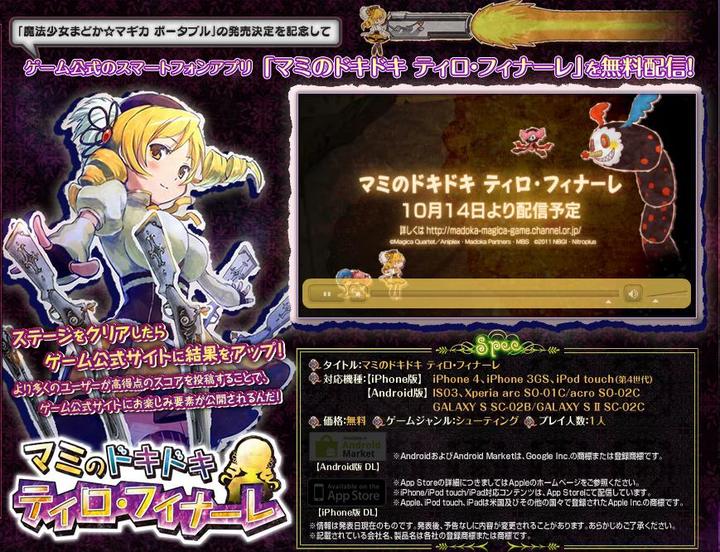 「魔法少女まどか☆マギカ ポータブル」の発売決定を記念して
ゲーム公式のスマートフォンアプリ「マミのドキドキ ティロ・フィナーレ」を無料配信!
マミのドキドキ ティロ・フィナーレ
10月14日より配信予定
詳しくは http://madoka-magica-game.channel.or.jp/
©Magica Quartet/Aniplex・Madoka Partners・MBS ©2011 NBGI・Nitroplus
ステージをクリアしたら
ゲーム公式サイトに結果をアップ!
より多くのユーザーが高得点のスコアを投稿することで、
ゲーム公式サイトにお楽しみ要素が公開されるんだ!
マミのドキドキ
ティロ・フィナーレ
Spec
タイトル:マミのドキドキ ティロ・フィナーレ
対応機種:【iPhone版】 iPhone 4、iPhone 3GS、iPod touch(第4世代)
【Android版】 IS03、Xperia arc SO-01C/acro SO-02C
GALAXY S SC-02B/GALAXY S II SC-02C
価格:無料 ゲームジャンル:シューティング プレイ人数:1人
Available in
Android
Market
【Android版 DL】
※AndroidおよびAndroid Marketは、Google Inc.の商標または登録商標です。
Available on the
App Store
【iPhone版 DL】
※App Storeの詳細につきましてはAppleのホームページをご参照ください。
※iPhone/iPod touch/iPad対応コンテンツは、App Storeにて配信しています。
※Apple、iPod touch、iPadは米国及びその他の国々で登録されたApple Inc.の商標です。
※情報は発表日現在のものです。発表後、予告なしに内容が変更されることがあります。あらかじめご了承ください。
※記載されている会社名、製品名は各社の登録商標または商標です。